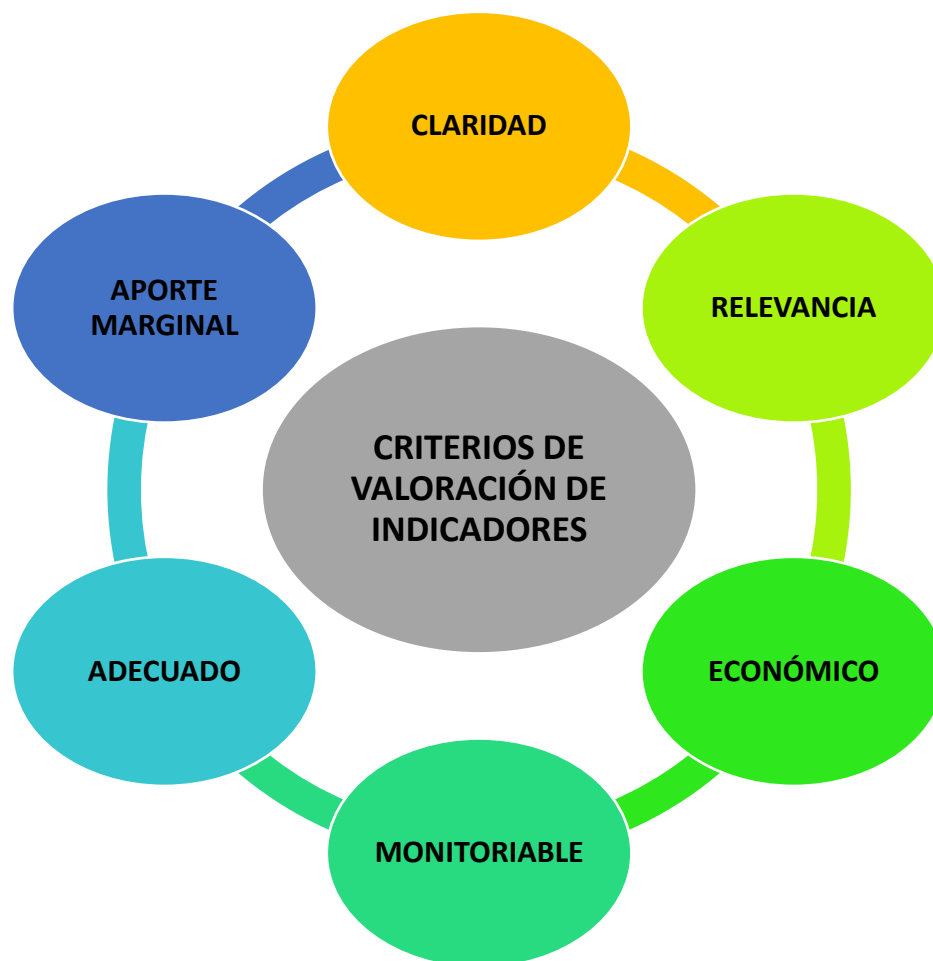 CLARIDAD
RELEVANCIA
ECONÓMICO
MONITORIABLE
ADECUADO
APORTE
MARGINAL
CRITERIOS DE
VALORACIÓN DE
INDICADORES